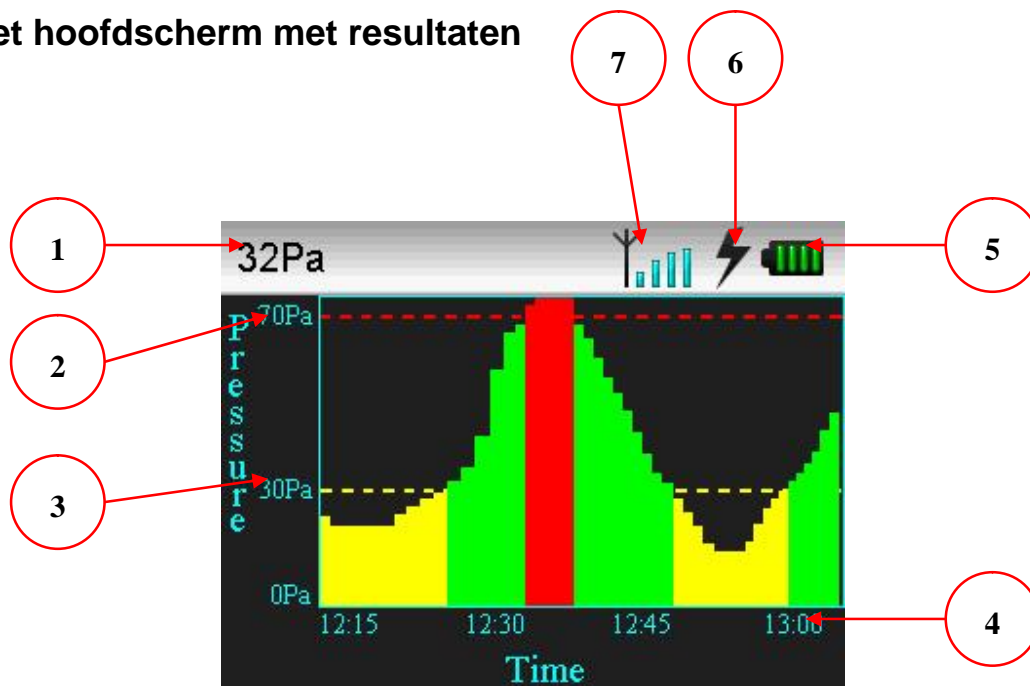 et hoofdscherm met resultaten
7
6
1
5
32Pa
Pressure
70Pa
2
3
30Pa
0Pa
12:15 12:30 12:45 13:00
4
Time